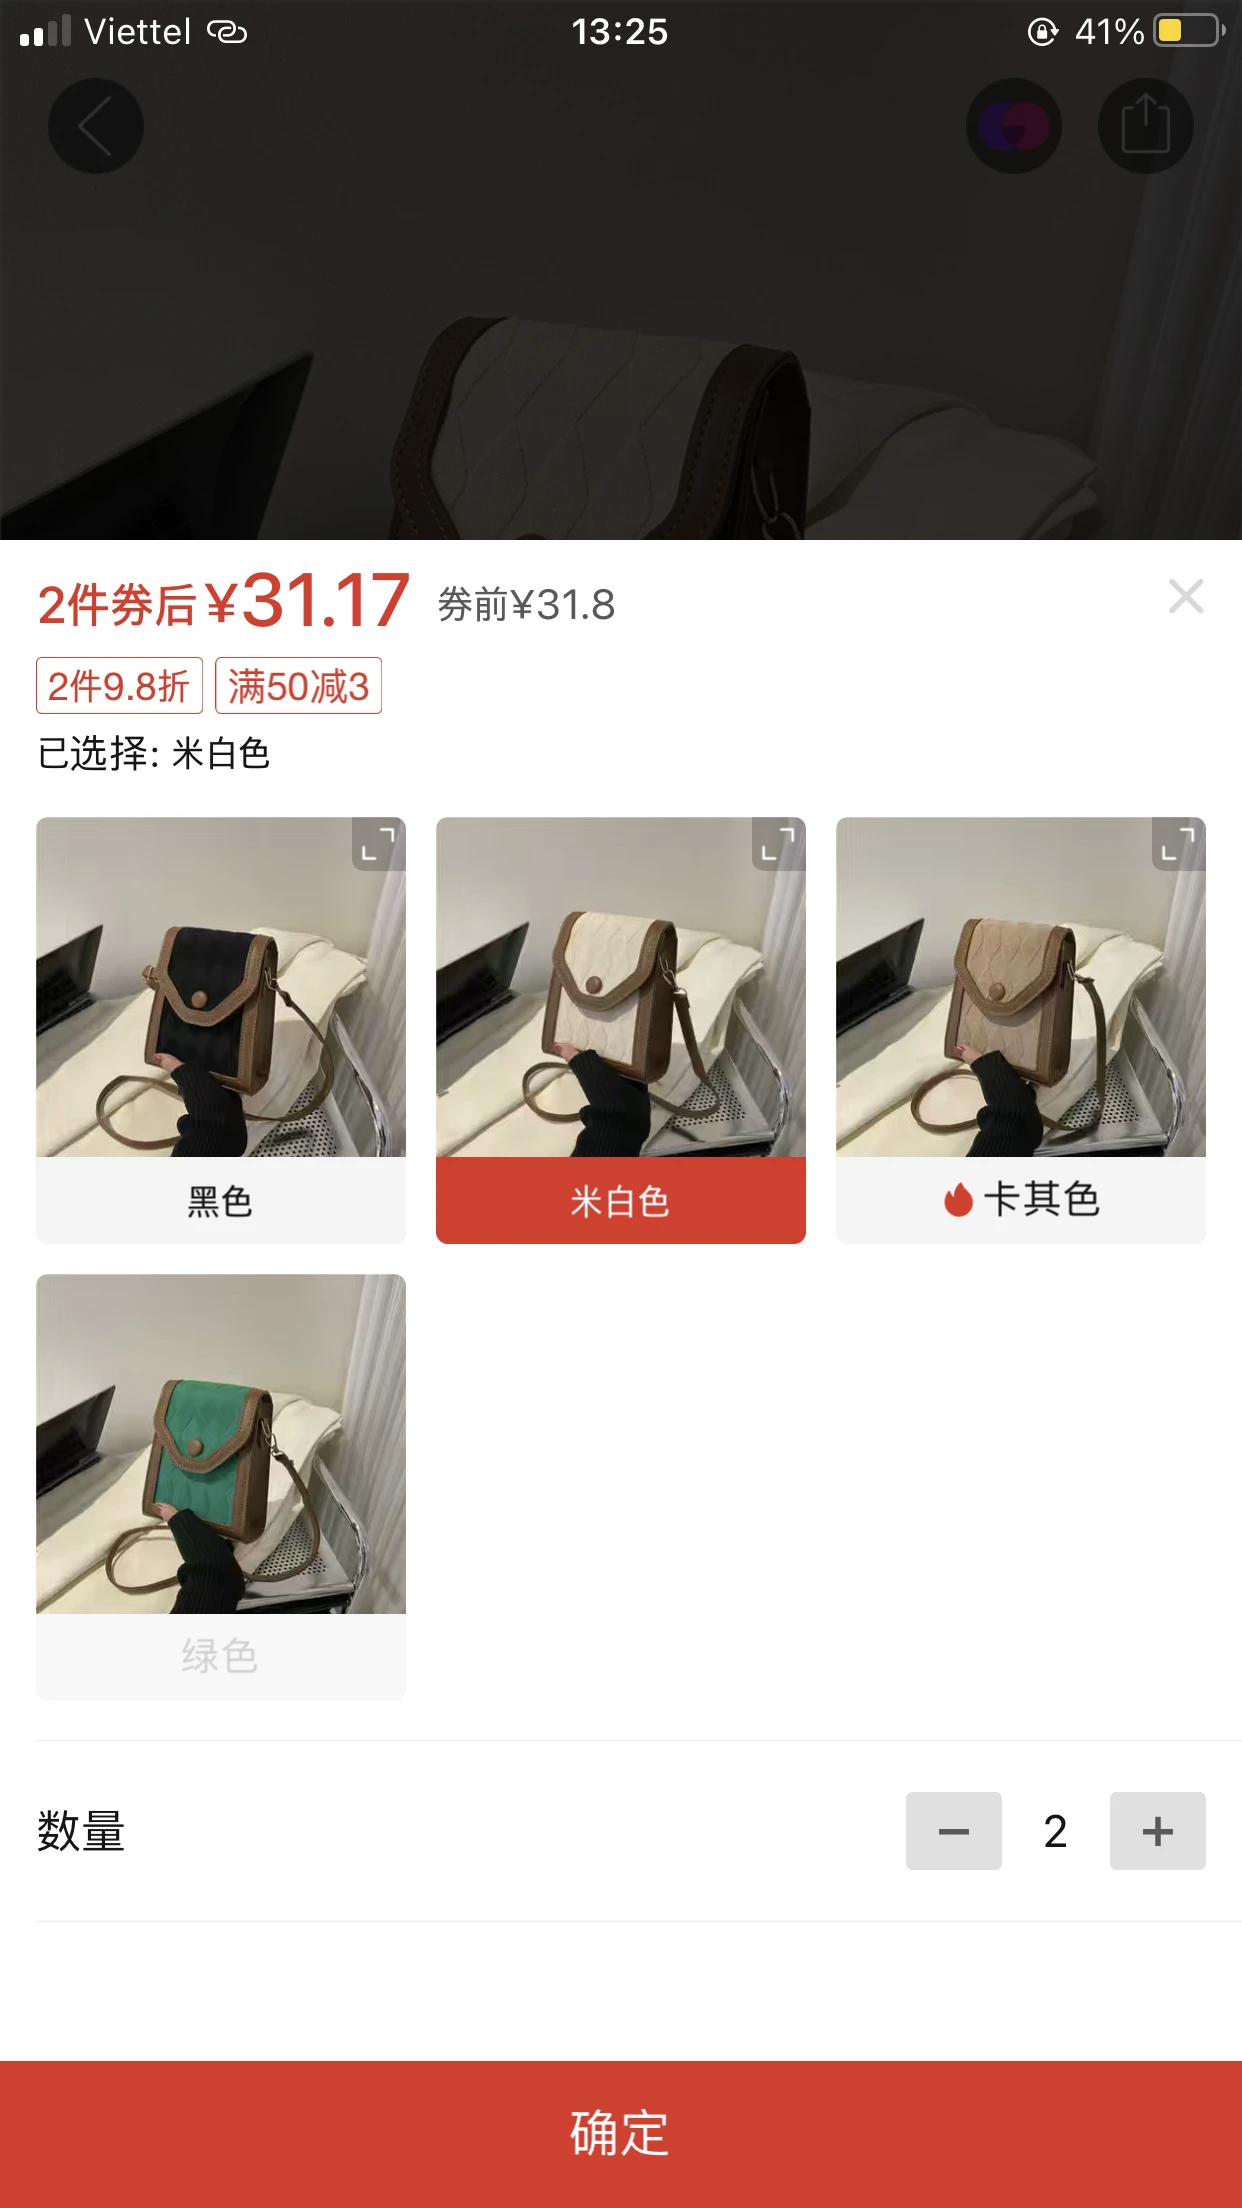 Viettel 13:25 41%
2件券后¥31.17 券前¥31.8
2件9.8折 满50减3
已选择: 米白色
黑色 米白色 卡其色
绿色
数量 2
确定